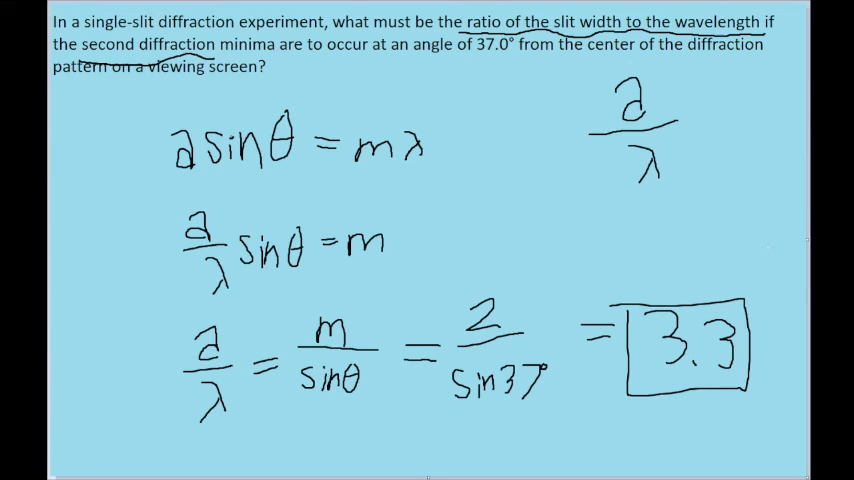 In a single-slit diffraction experiment, what must be the ratio of the slit width to the wavelength if
the second diffraction minima are to occur at an angle of 37.0° from the center of the diffraction
pattern on a viewing screen?
a/λ
a sinθ = mλ
a/λ sinθ = m
a/λ = m/sinθ = 2/sin37° = 3.3